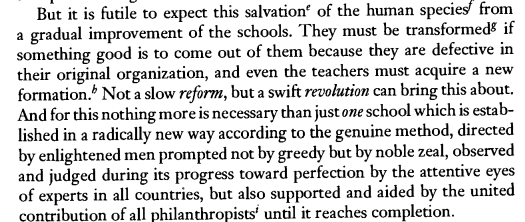 But it is futile to expect this salvationᵉ of the human speciesᶠ from
a gradual improvement of the schools. They must be transformedᵍ if
something good is to come out of them because they are defective in
their original organization, and even the teachers must acquire a new
formation.ᵇ Not a slow reform, but a swift revolution can bring this about.
And for this nothing more is necessary than just one school which is estab-
lished in a radically new way according to the genuine method, directed
by enlightened men prompted not by greedy but by noble zeal, observed
and judged during its progress toward perfection by the attentive eyes
of experts in all countries, but also supported and aided by the united
contribution of all philanthropistsⁱ until it reaches completion.